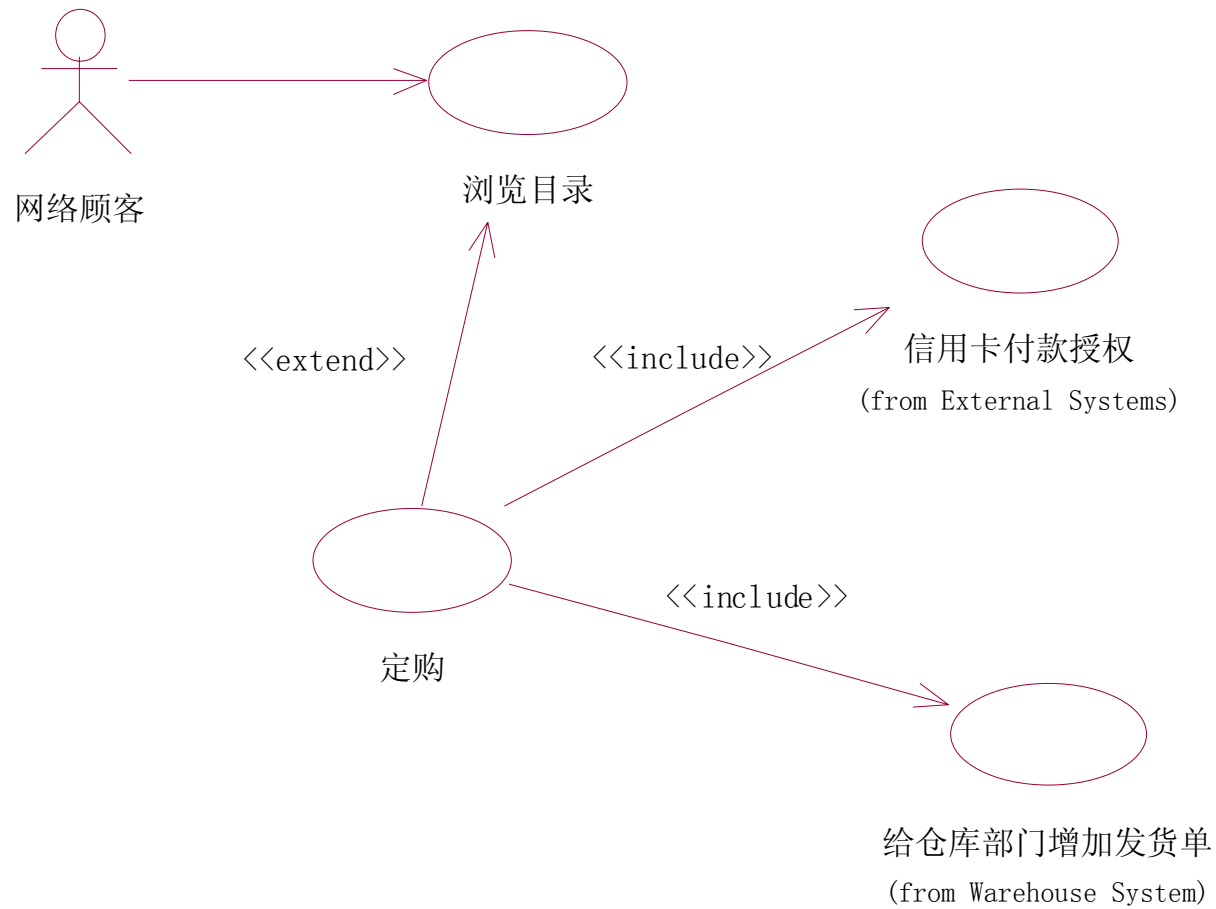 网络顾客
浏览目录
<<extend>>
<<include>>
信用卡付款授权
(from External Systems)
<<include>>
定购
给仓库部门增加发货单
(from Warehouse System)